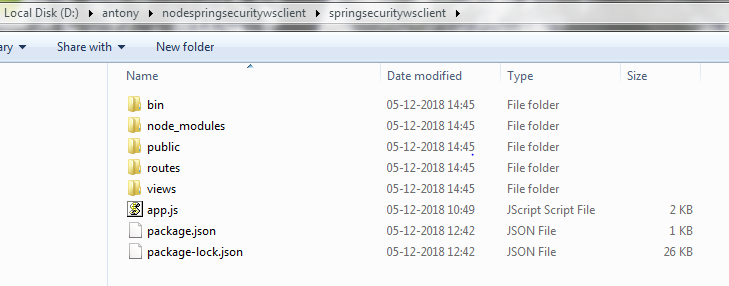 Local Disk (D:) antony nodespringsecuritywsclient springsecuritywsclient
ary Share with New folder
Name Date modified Type Size
bin 05-12-2018 14:45 File folder
node_modules 05-12-2018 14:45 File folder
public 05-12-2018 14:45 File folder
routes 05-12-2018 14:45 File folder
views 05-12-2018 14:45 File folder
app.js 05-12-2018 10:49 JScript Script File 2 KB
package.json 05-12-2018 12:42 JSON File 1 KB
package-lock.json 05-12-2018 12:42 JSON File 26 KB